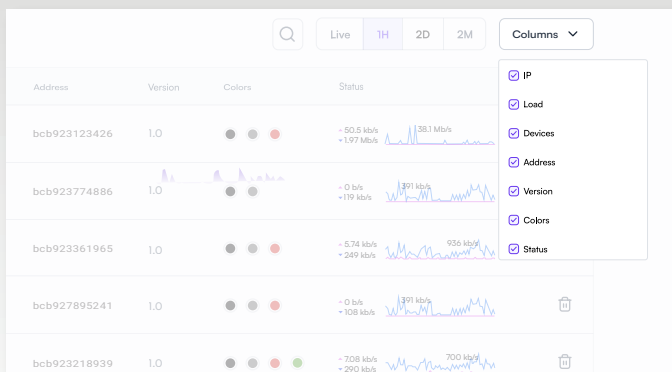 Live 1H 2D 2M Columns
Address Version Colors Status
IP
Load
Devices
Address
Version
Colors
Status
bcb923123426 1.0 50.5 kb/s 1.97 Mb/s 38.1 Mb/s
bcb923774886 1.0 0 b/s 119 kb/s 391 kb/s
bcb923361965 1.0 5.74 kb/s 249 kb/s 936 kb/s
bcb927895241 1.0 0 b/s 108 kb/s 391 kb/s
bcb923218939 1.0 7.08 kb/s 290 kb/s 700 kb/s